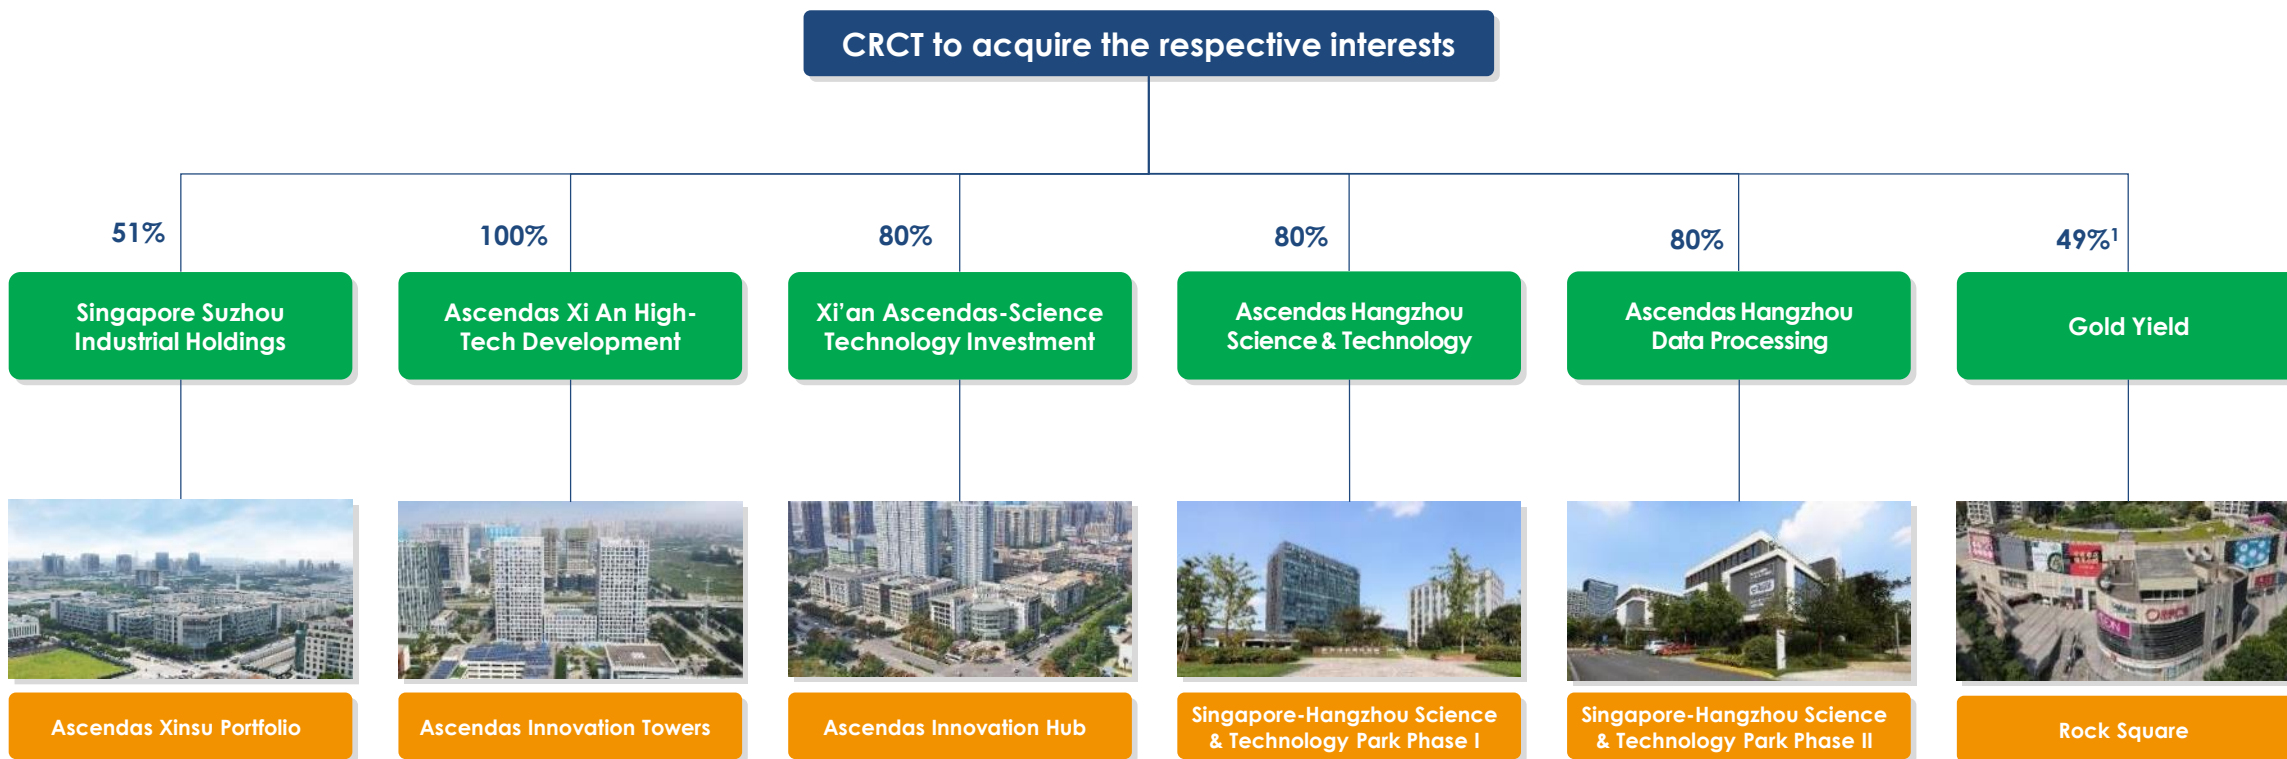 CRCT to acquire the respective interests
51%
100%
80%
80%
80%
49%¹
Singapore Suzhou
Industrial Holdings
Ascendas Xi An High-
Tech Development
Xi’an Ascendas-Science
Technology Investment
Ascendas Hangzhou
Science & Technology
Ascendas Hangzhou
Data Processing
Gold Yield
Ascendas Xinsu Portfolio
Ascendas Innovation Towers
Ascendas Innovation Hub
Singapore-Hangzhou Science
& Technology Park Phase I
Singapore-Hangzhou Science
& Technology Park Phase II
Rock Square